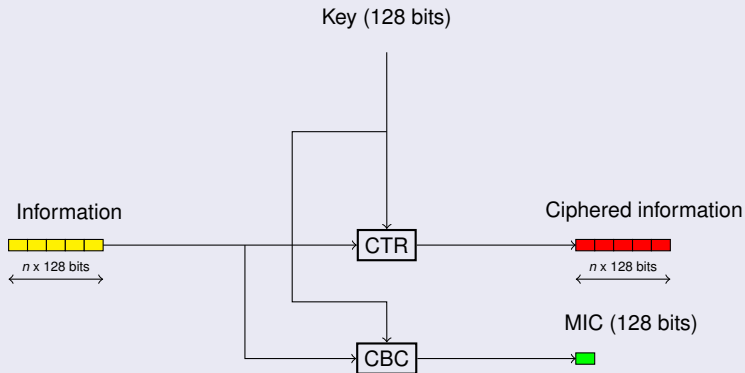 Key (128 bits)
Information
Ciphered information
CTR
n x 128 bits
n x 128 bits
MIC (128 bits)
CBC